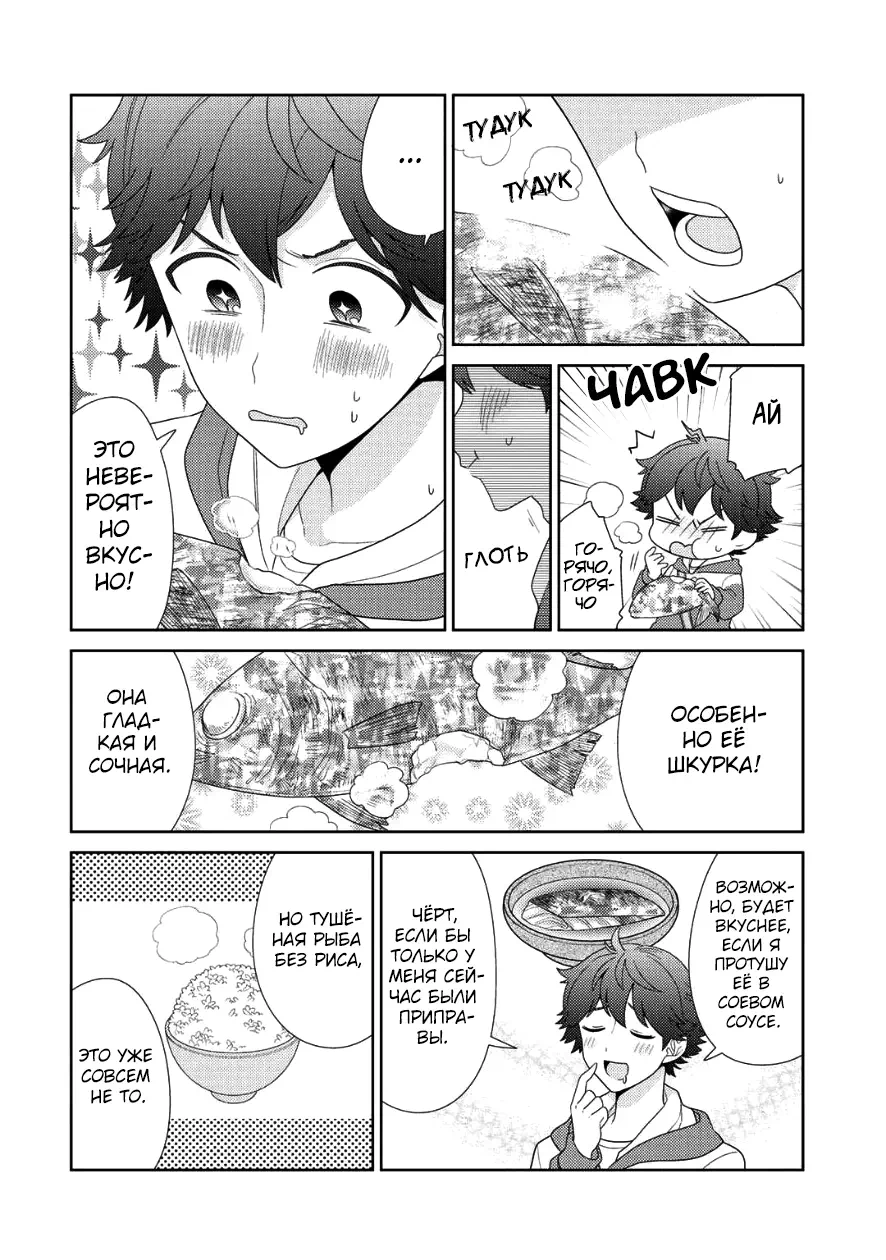 ТУДУК
ТУДУК
...
ЭТО
НЕВЕ-
РОЯТ-
НО
ВКУС-
НО!
ЧАВК
АЙ
ГО-
РЯЧО,
ГОРЯ-
ЧО
ГЛОТЬ
ОСОБЕН-
НО ЕЁ
ШКУРКА!
ОНА
ГЛАД-
КАЯ И
СОЧНАЯ.
ВОЗМОЖ-
НО, БУДЕТ
ВКУСНЕЕ,
ЕСЛИ Я
ПРОТУШУ
ЕЁ В
СОЕВОМ
СОУСЕ.
ЧЁРТ,
ЕСЛИ БЫ
ТОЛЬКО У
МЕНЯ СЕЙ-
ЧАС БЫЛИ
ПРИПРА-
ВЫ.
НО ТУШЁ-
НАЯ РЫБА
БЕЗ РИСА,
ЭТО УЖЕ
СОВСЕМ
НЕ ТО.